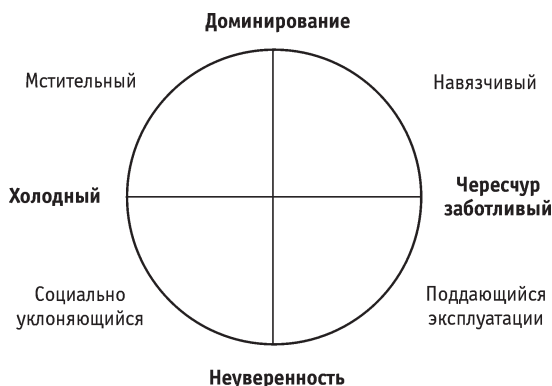 Доминирование
Мстительный
Навязчивый
Холодный
Чересчур
заботливый
Социально
уклоняющийся
Поддающийся
эксплуатации
Неуверенность